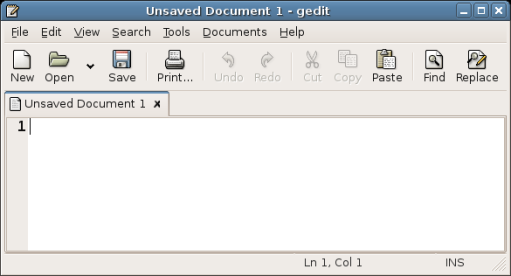 Unsaved Document 1 - gedit
File Edit View Search Tools Documents Help
New Open Save Print... Undo Redo Cut Copy Paste Find Replace
Unsaved Document 1
1
Ln 1, Col 1 INS